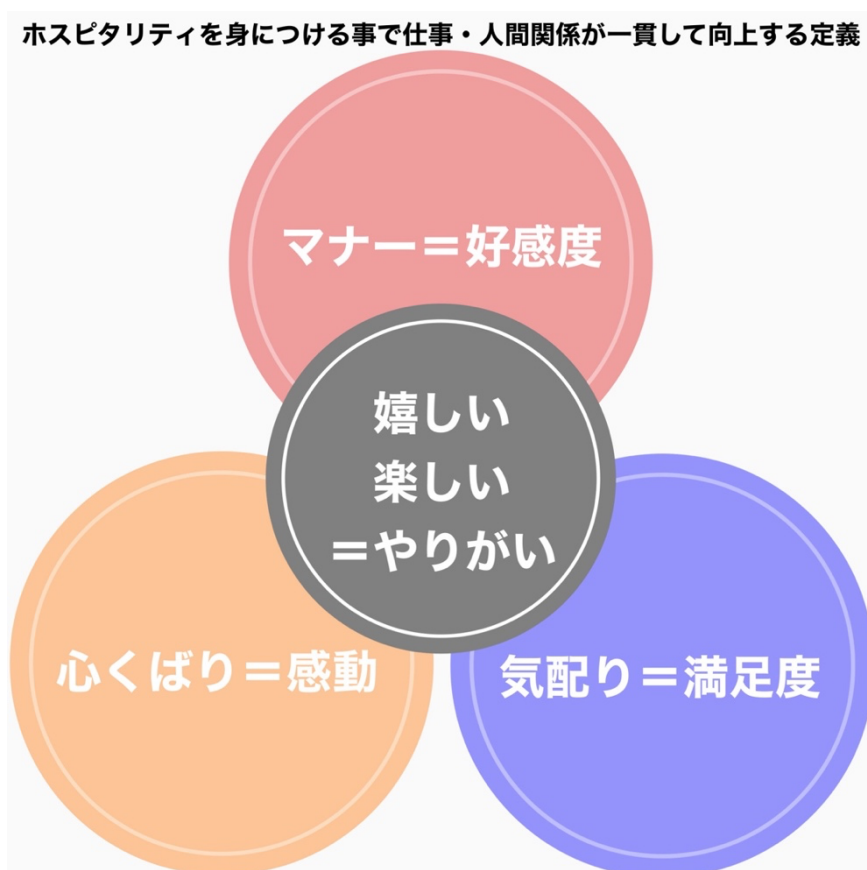 ホスピタリティを身につける事で仕事・人間関係が一貫して向上する定義
マナー＝好感度
嬉しい
楽しい
＝やりがい
心くばり＝感動
気配り＝満足度